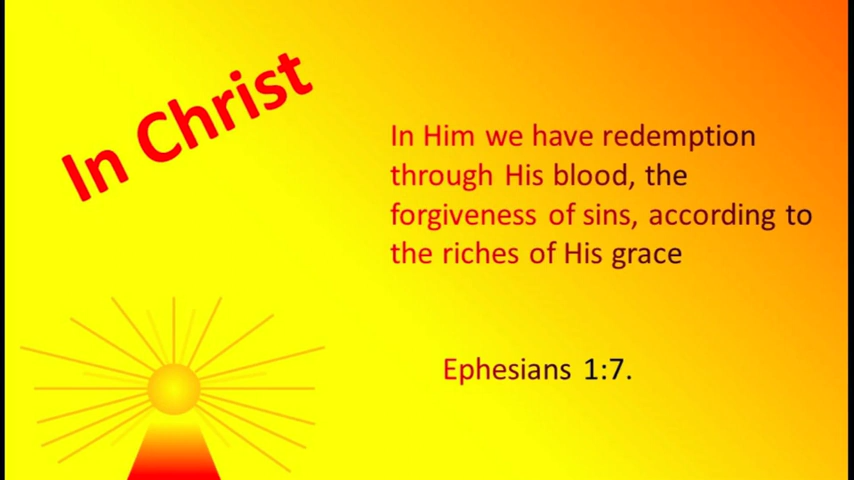 In Christ
In Him we have redemption
through His blood, the
forgiveness of sins, according to
the riches of His grace
Ephesians 1:7.